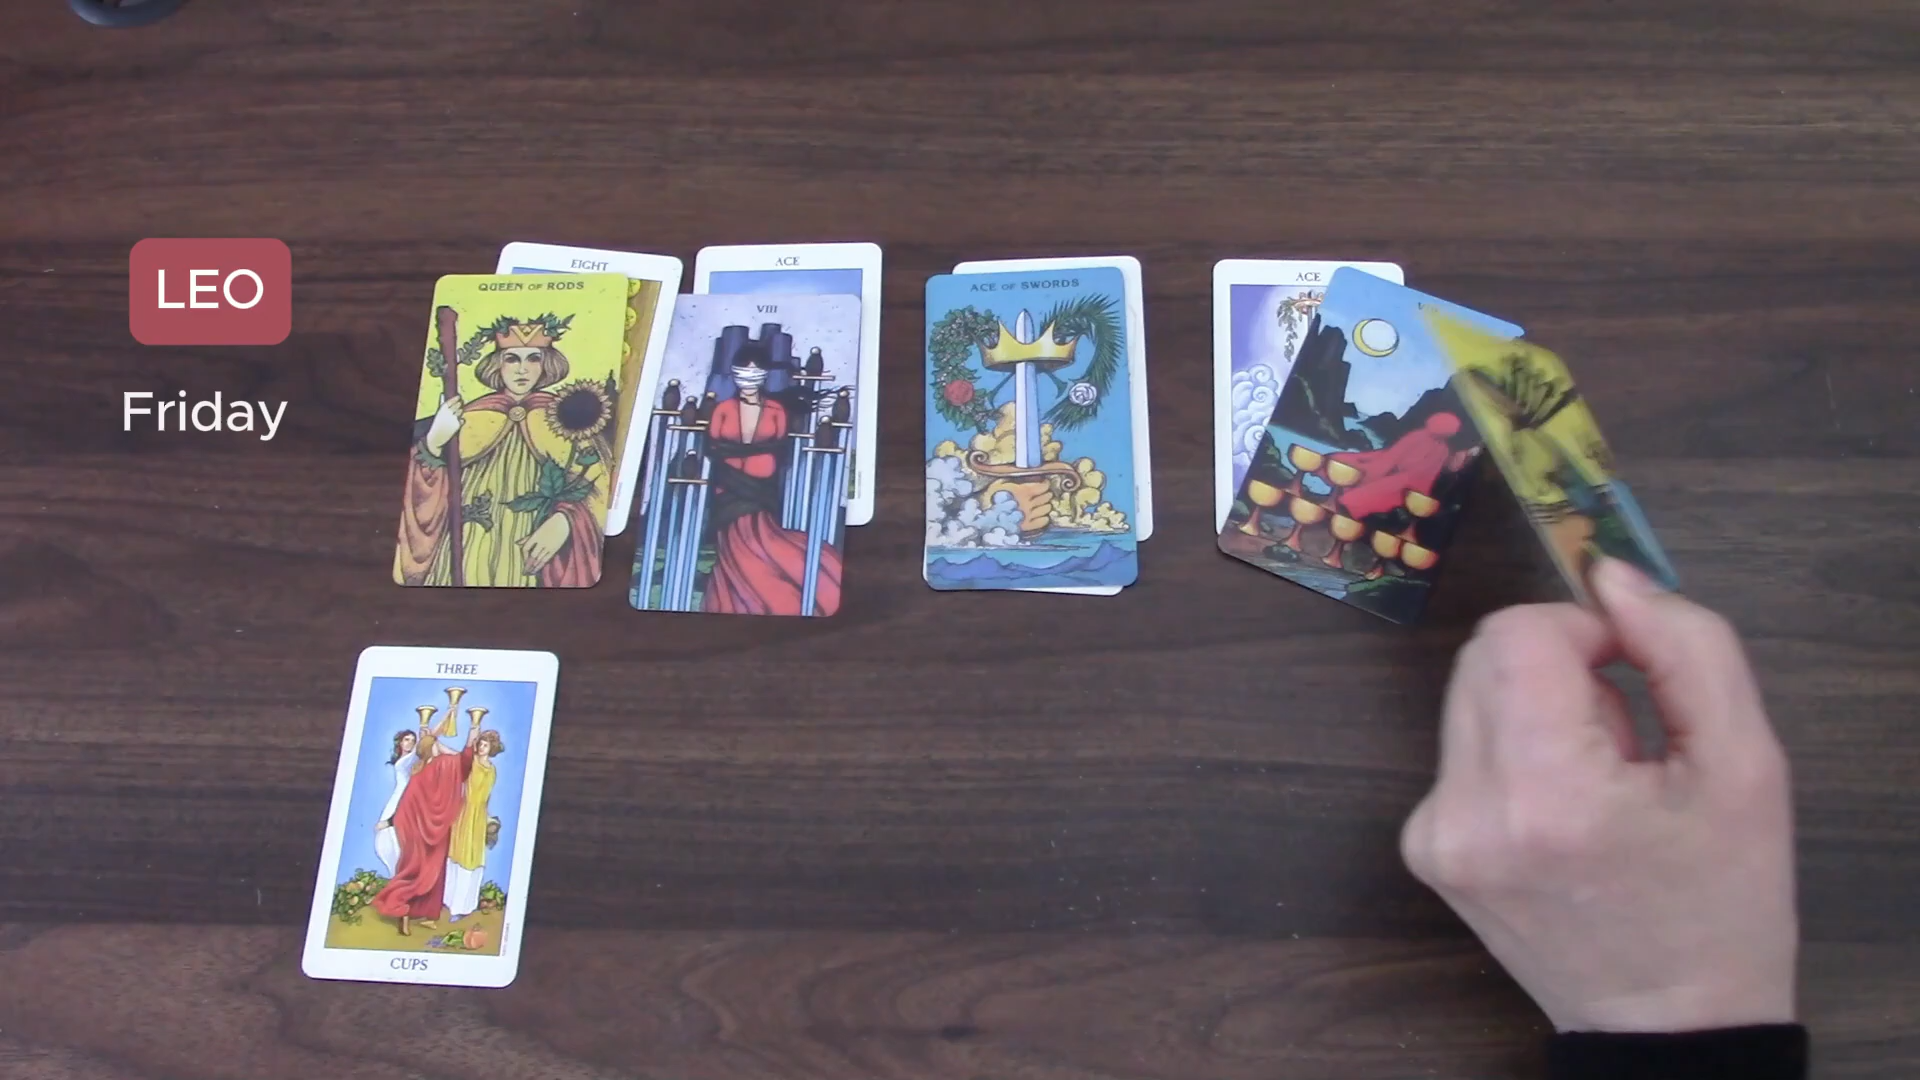 LEO
Friday
EIGHT
ACE
ACE
QUEEN OF RODS
VIII
ACE OF SWORDS
THREE
CUPS